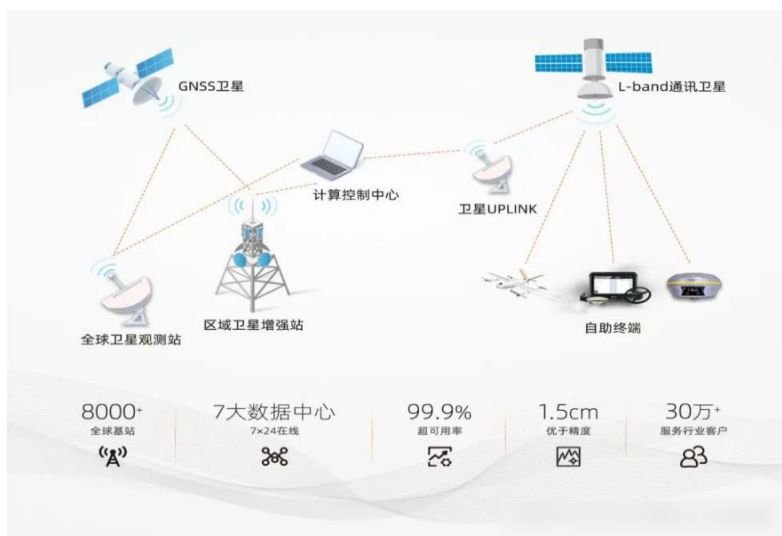 GNSS卫星
L-band通讯卫星
计算控制中心
卫星UPLINK
全球卫星观测站
区域卫星增强站
自助终端
8000+
全球基站
7大数据中心
7×24在线
99.9%
超可用率
1.5cm
优于精度
30万+
服务行业客户